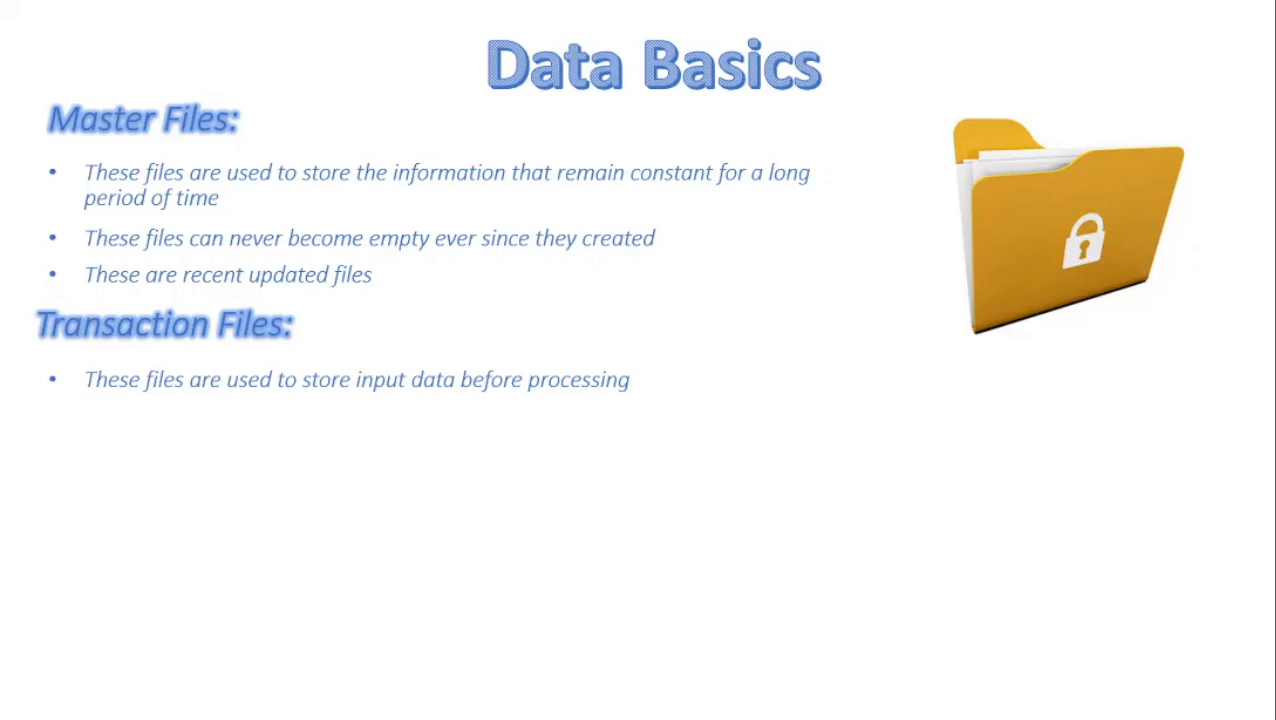 Data Basics
Master Files:
• These files are used to store the information that remain constant for a long
period of time
• These files can never become empty ever since they created
• These are recent updated files
Transaction Files:
• These files are used to store input data before processing